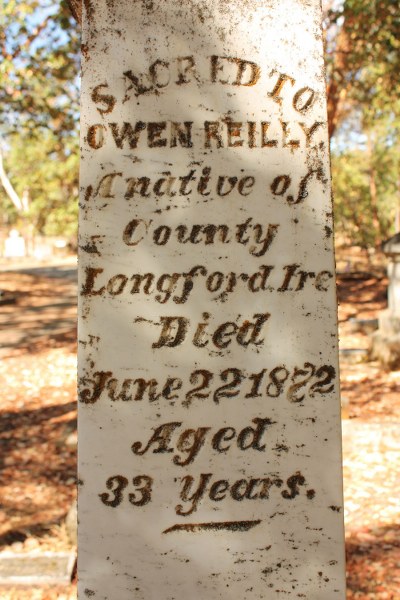 SACRED TO
OWEN REILLY,
A native of
County
Longford, Ire
Died
June 22 1872
Aged
33 Years.